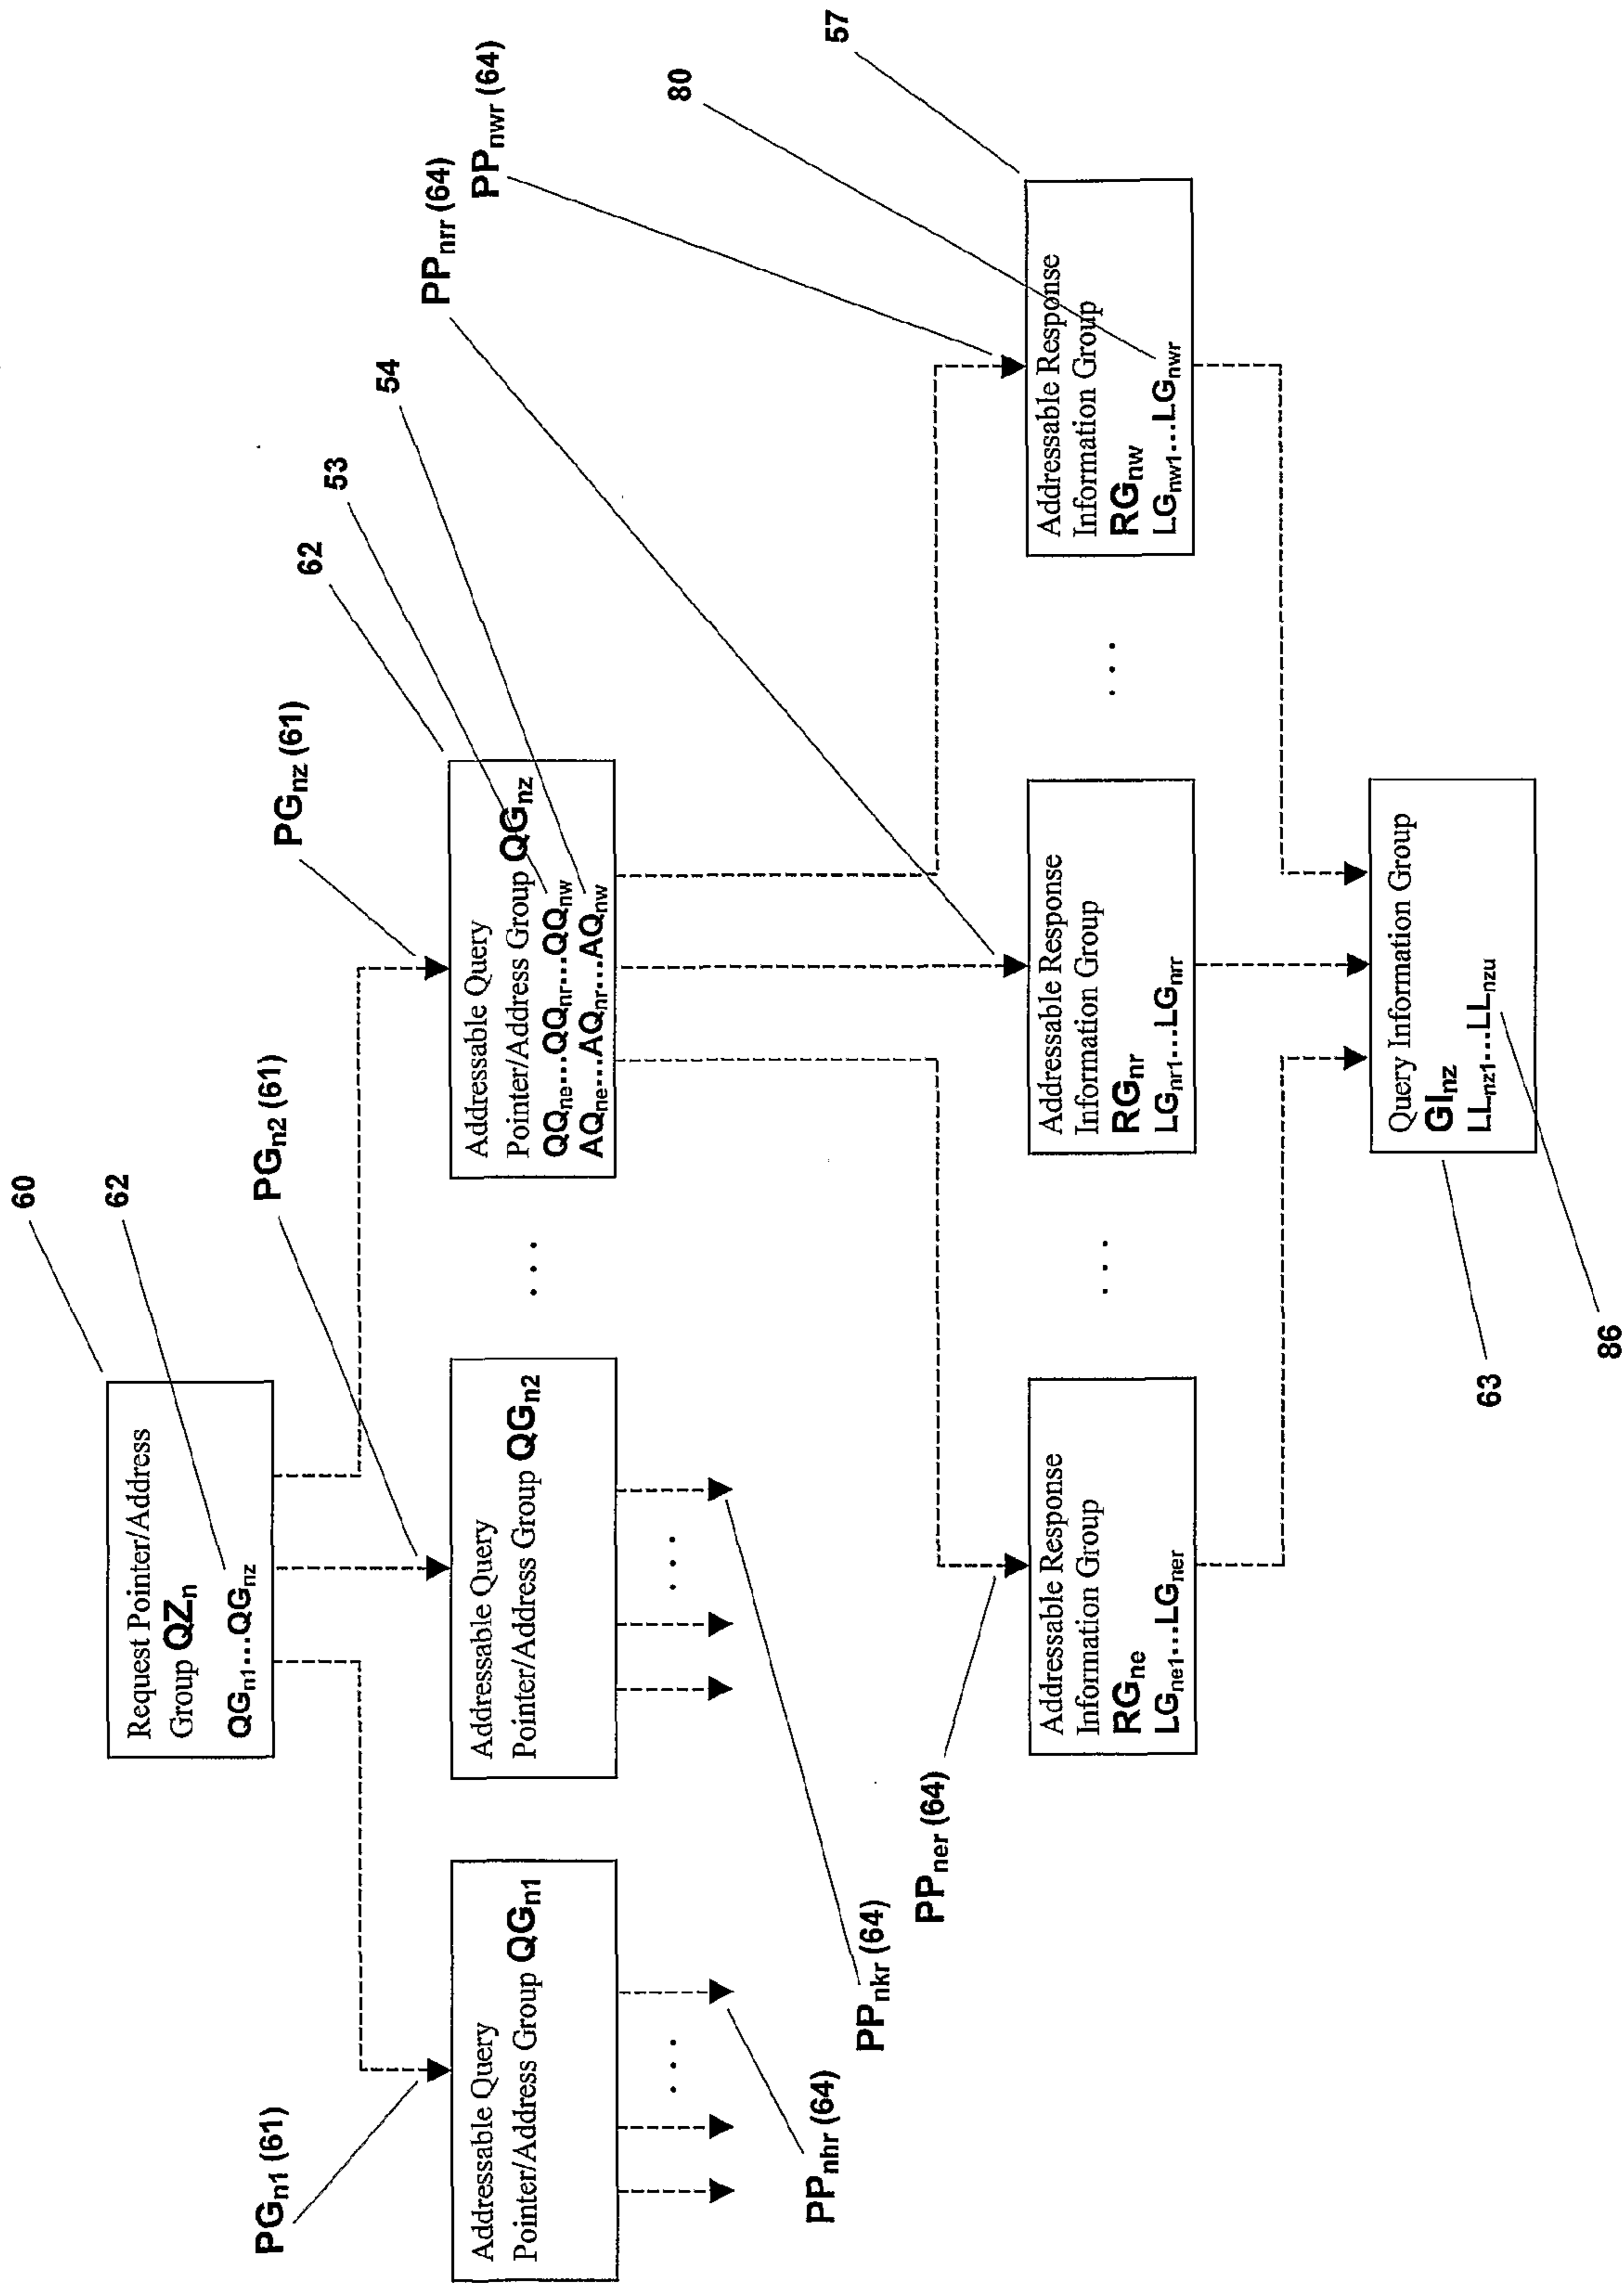 60
Request Pointer/Address
Group QZn
QGn1...QGnz
62
PGn1 (61)
PGn2 (61)
PGnz (61)
62
53
54
PPnrr (64)
PPnwr (64)
Addressable Query
Pointer/Address Group QGn1
Addressable Query
Pointer/Address Group QGn2
...
Addressable Query
Pointer/Address Group QGnz
QQne...QQnr...QQnw
AQne...AQnr...AQnw
...
...
PPnhr (64)
PPnkr (64)
PPner (64)
80
57
Addressable Response
Information Group
RGne
LGne1...LGner
...
Addressable Response
Information Group
RGnr
LGnr1...LGnrr
...
Addressable Response
Information Group
RGnw
LGnw1...LGnwr
Query Information Group
GInz
LLnz1...LLnzu
63
86